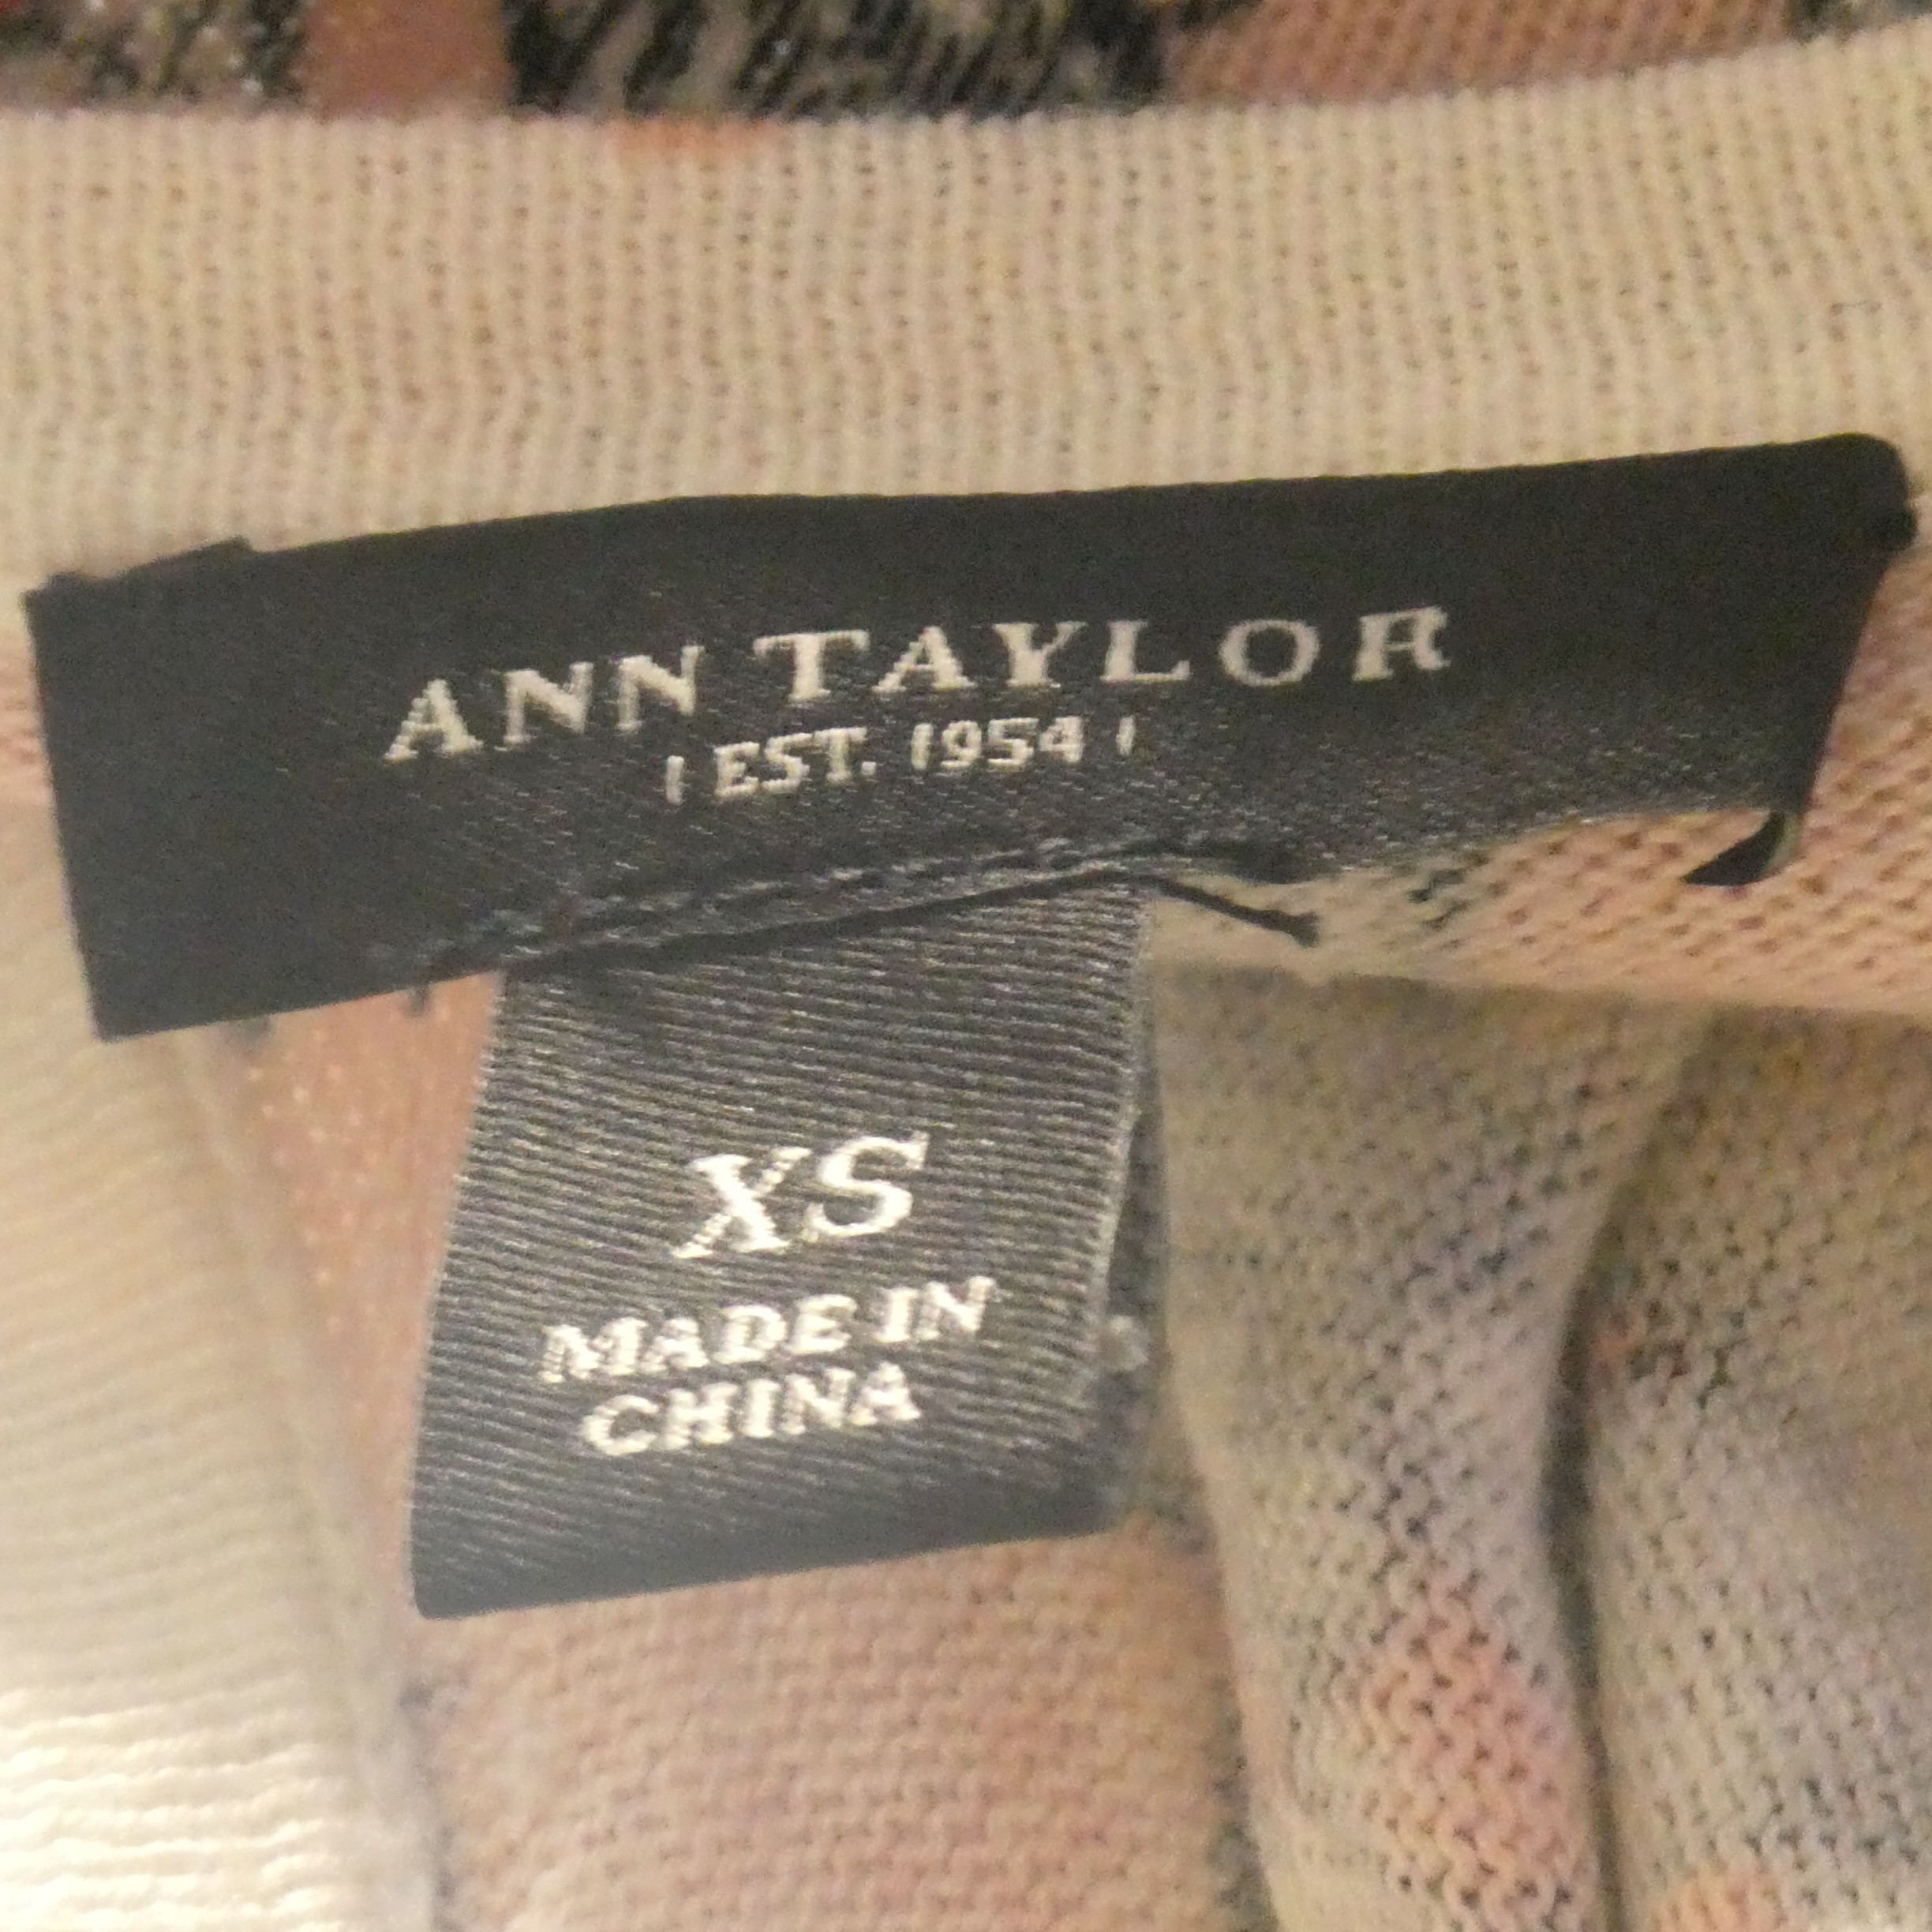 ANN TAYLOR
| EST. 1954 |
XS
MADE IN
CHINA